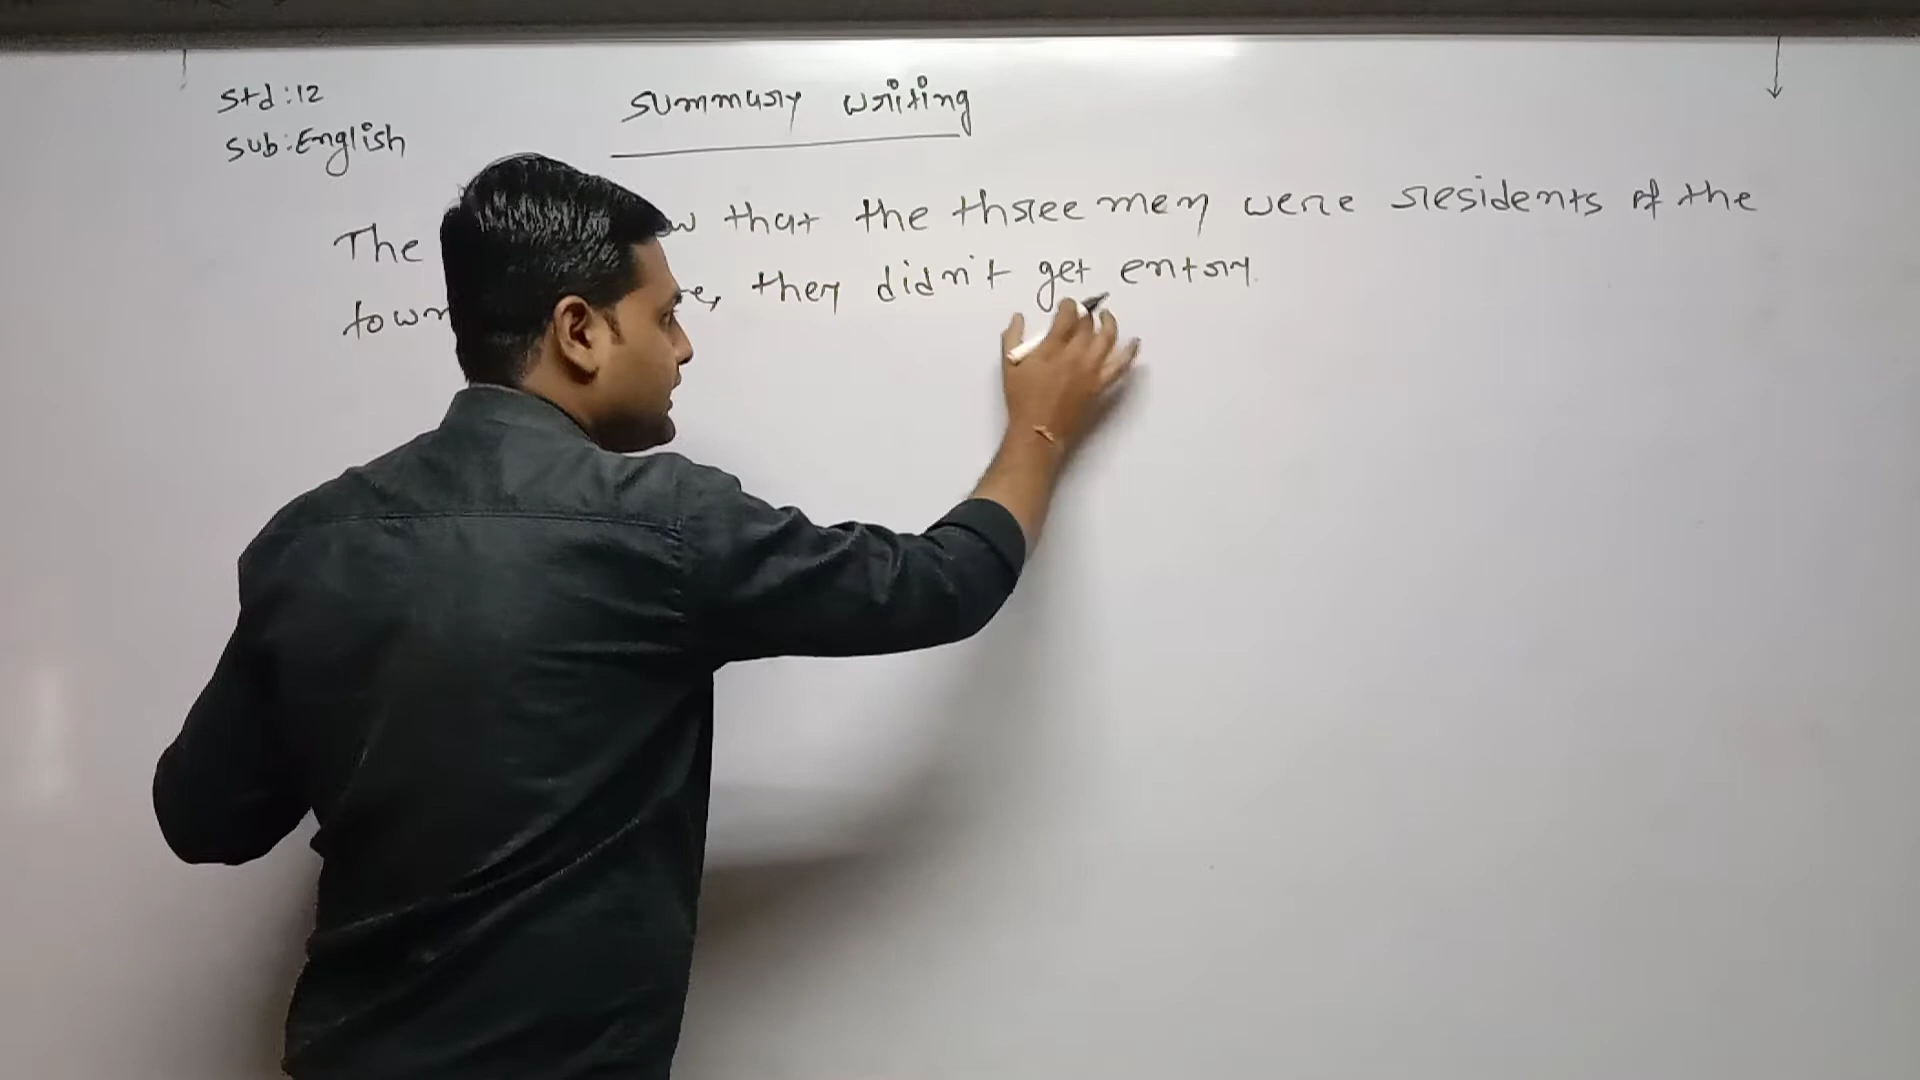 Std:12
Sub:English
Summary writing
The that the three men were residents of the
they didn't get entry.